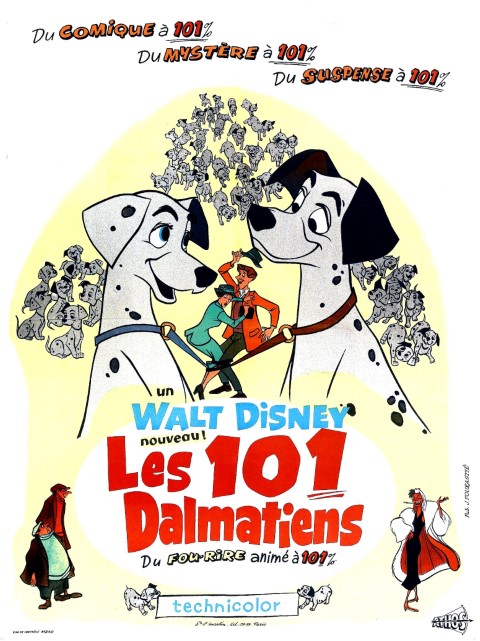 Du COMIQUE à 101%
Du MYSTÈRE à 101%
Du SUSPENSE à 101%
un
WALT DISNEY
nouveau!
Les 101
Dalmatiens
Du FOU-RIRE animé à 101%
technicolor
ATHOS